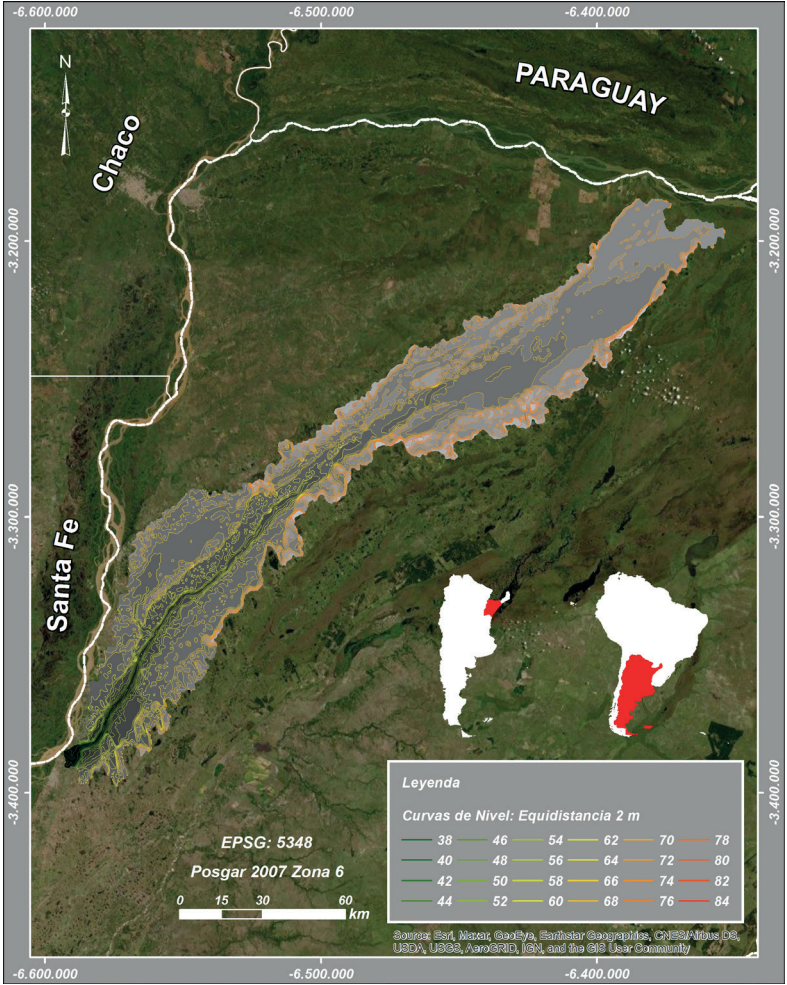 -6.600.000 -6.500.000 -6.400.000
N
PARAGUAY
Chaco
-3.200.000 -3.200.000
Santa Fe
-3.300.000 -3.300.000
-3.400.000 -3.400.000
EPSG: 5348
Posgar 2007 Zona 6
0 15 30 60
km
Leyenda
Curvas de Nivel: Equidistancia 2 m
38 46 54 62 70 78
40 48 56 64 72 80
42 50 58 66 74 82
44 52 60 68 76 84
Source: Esri, Maxar, GeoEye, Earthstar Geographics, CNES/Airbus DS,
USDA, USGS, AeroGRID, IGN, and the GIS User Community
-6.600.000 -6.500.000 -6.400.000